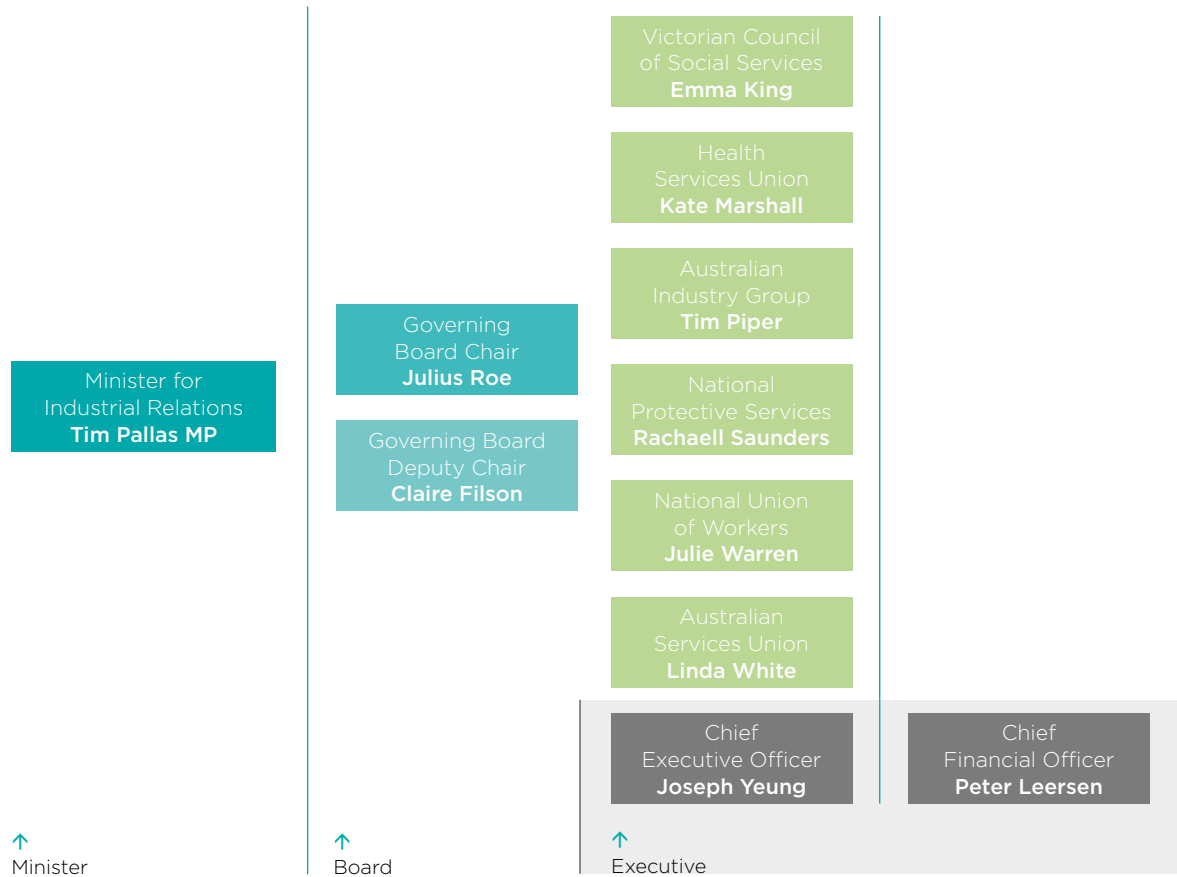 Minister for
Industrial Relations
Tim Pallas MP
Governing
Board Chair
Julius Roe
Governing Board
Deputy Chair
Claire Filson
Victorian Council
of Social Services
Emma King
Health
Services Union
Kate Marshall
Australian
Industry Group
Tim Piper
National
Protective Services
Rachaell Saunders
National Union
of Workers
Julie Warren
Australian
Services Union
Linda White
Chief
Executive Officer
Joseph Yeung
Chief
Financial Officer
Peter Leersen
↑
Minister
↑
Board
↑
Executive